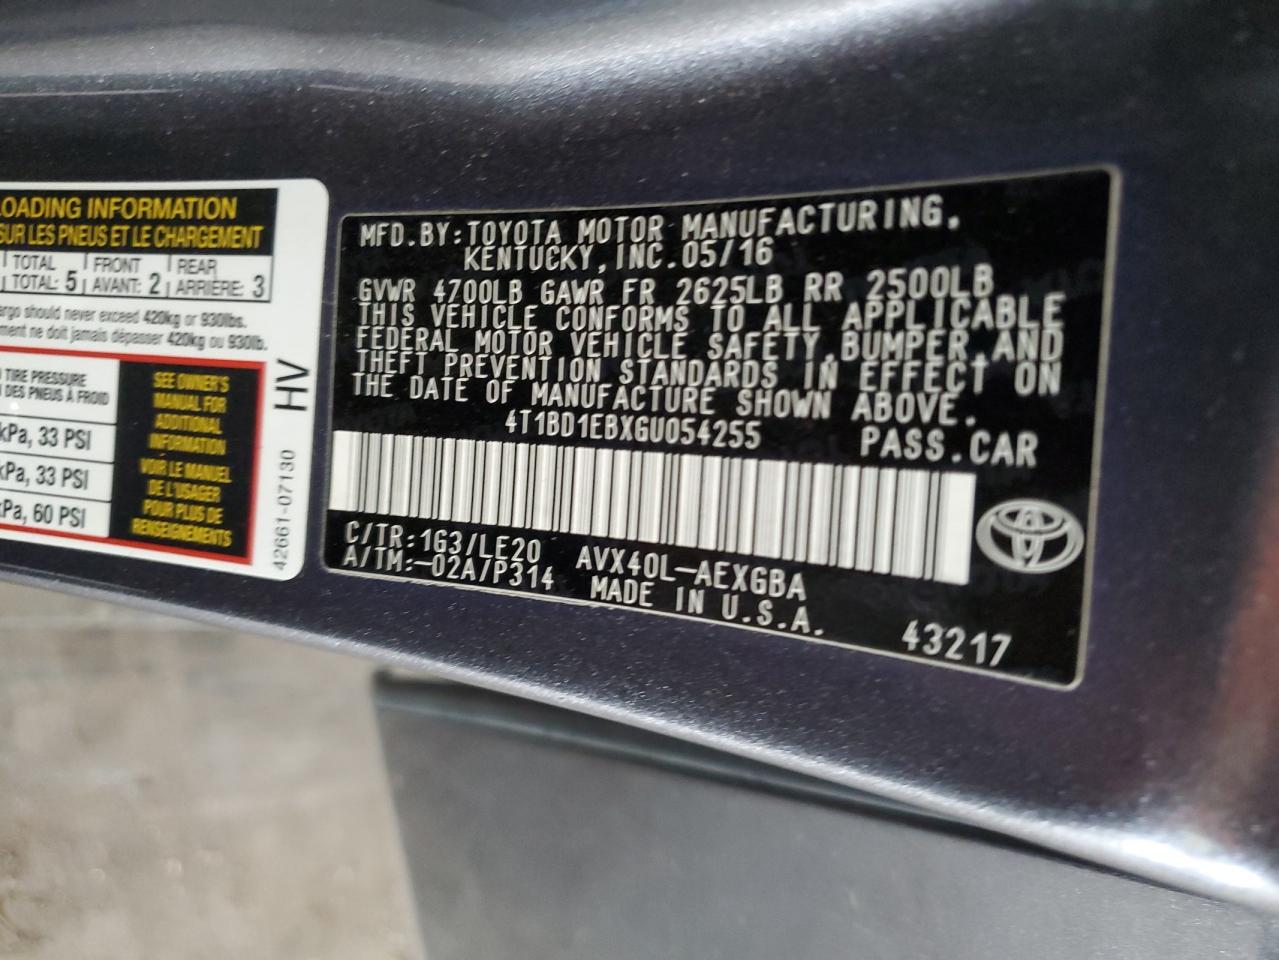 LOADING INFORMATION
SUR LES PNEUS ET LE CHARGEMENT
TOTAL FRONT REAR
TOTAL: 5 AVANT: 2 ARRIÈRE: 3
should never exceed 420kg or 930lbs.
ne doit jamais dépasser 420kg ou 930lb.
TIRE PRESSURE
DES PNEUS À FROID
kPa, 33 PSI
kPa, 33 PSI
kPa, 60 PSI
SEE OWNER'S
MANUAL FOR
ADDITIONAL
INFORMATION
VOIR LE MANUEL
DE L'USAGER
POUR PLUS DE
RENSEIGNEMENTS
HV
42661-07130
MFD.BY:TOYOTA MOTOR MANUFACTURING,
KENTUCKY,INC.05/16
GVWR 4700LB GAWR FR 2625LB RR 2500LB
THIS VEHICLE CONFORMS TO ALL APPLICABLE
FEDERAL MOTOR VEHICLE SAFETY,BUMPER,AND
THEFT PREVENTION STANDARDS IN EFFECT ON
THE DATE OF MANUFACTURE SHOWN ABOVE.
4T1BD1EBXGU054255 PASS.CAR
C/TR:1G3/LE20 AVX40L-AEXGBA
A/TM:-02A/P314 MADE IN U.S.A.
43217